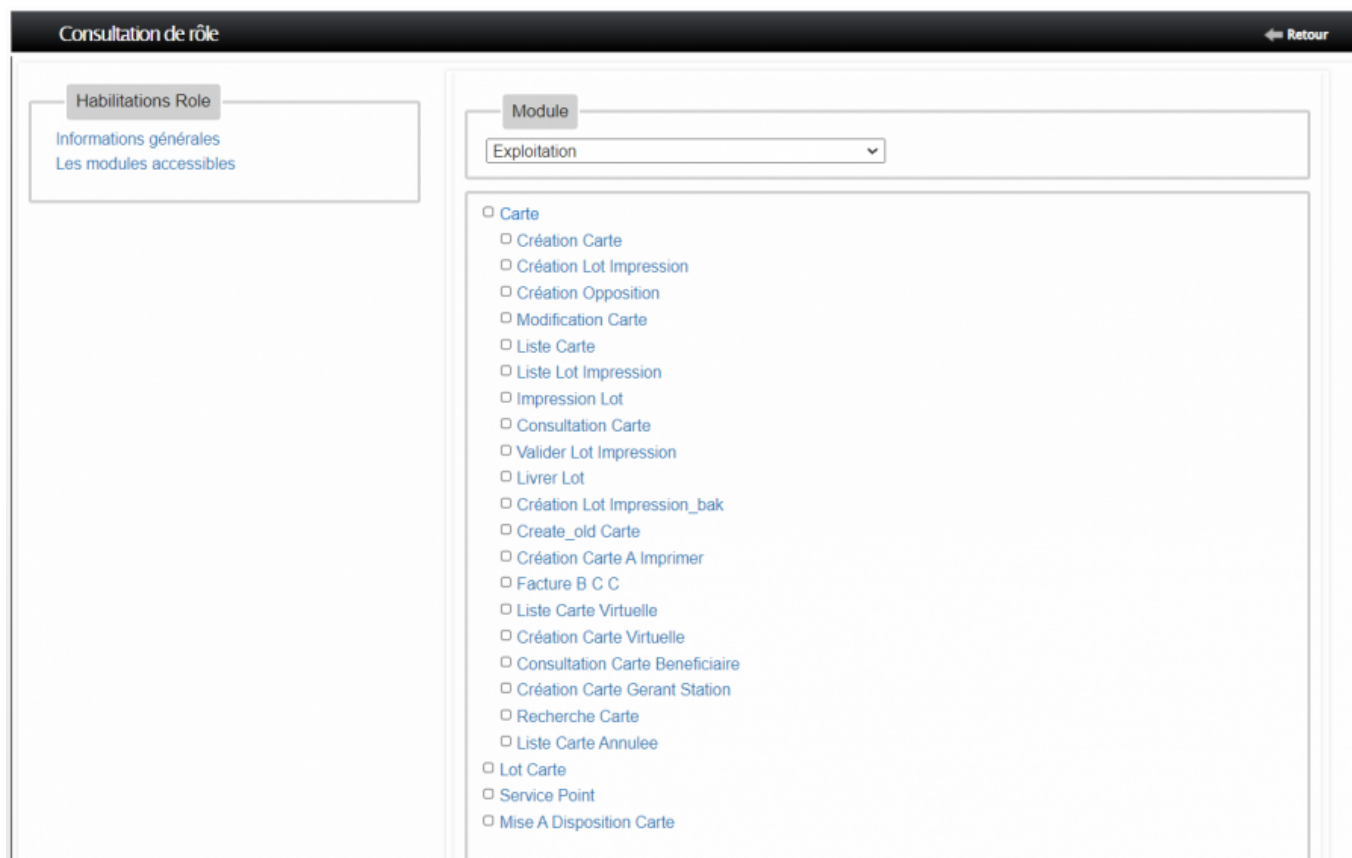 Consultation de rôle
Retour
Habilitations Role
Informations générales
Les modules accessibles
Module
Exploitation
Carte
Création Carte
Création Lot Impression
Création Opposition
Modification Carte
Liste Carte
Liste Lot Impression
Impression Lot
Consultation Carte
Valider Lot Impression
Livrer Lot
Création Lot Impression_bak
Create_old Carte
Création Carte A Imprimer
Facture B C C
Liste Carte Virtuelle
Création Carte Virtuelle
Consultation Carte Beneficiaire
Création Carte Gerant Station
Recherche Carte
Liste Carte Annulee
Lot Carte
Service Point
Mise A Disposition Carte